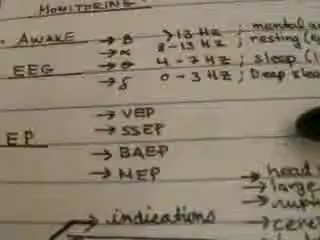 MONITORING
AWAKE → β >13 Hz ; mental
→ α 8-13 Hz ; resting
EEG → θ 4-7 Hz ; sleep
→ δ 0-3 Hz ; Deep
→ VEP
→ SSEP
EP
→ BAEP
→ MEP → head
→ large
→
→ indications → cere